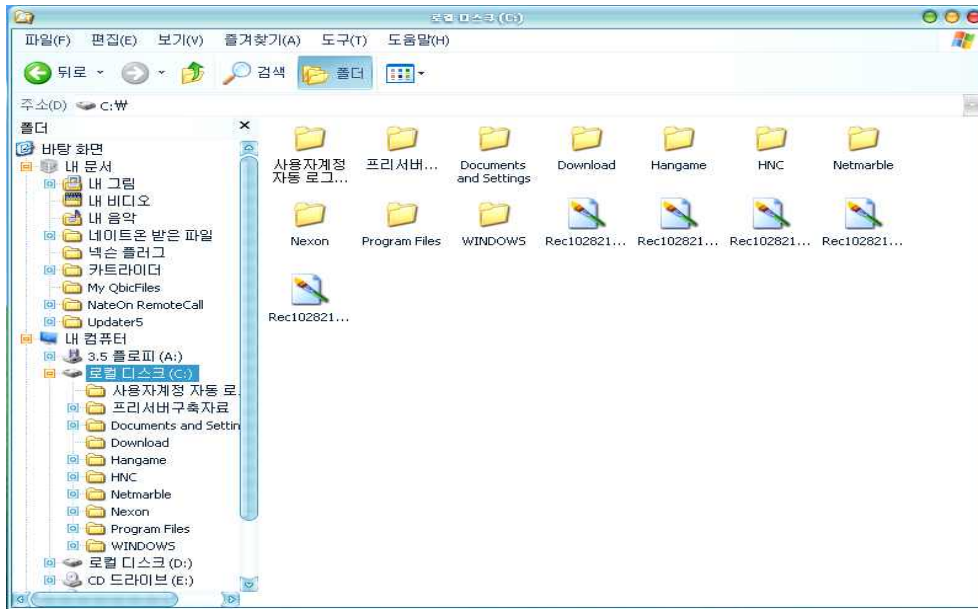 로컬 디스크 (C:)
파일(F) 편집(E) 보기(V) 즐겨찾기(A) 도구(T) 도움말(H)
뒤로 검색 폴더
주소(D) C:₩
폴더
바탕 화면
내 문서
내 그림
내 비디오
내 음악
네이트온 받은 파일
넥슨 플러그
카트라이더
My QbicFiles
NateOn RemoteCall
Updater5
내 컴퓨터
3.5 플로피 (A:)
로컬 디스크 (C:)
사용자계정 자동 로
프리서버구축자료
Documents and Settin
Download
Hangame
HNC
Netmarble
Nexon
Program Files
WINDOWS
로컬 디스크 (D:)
CD 드라이브 (E:)
사용자계정 프리서버... Documents Download Hangame HNC Netmarble
자동 로그... and Settings
Nexon Program Files WINDOWS Rec102821... Rec102821... Rec102821... Rec102821...
Rec102821...